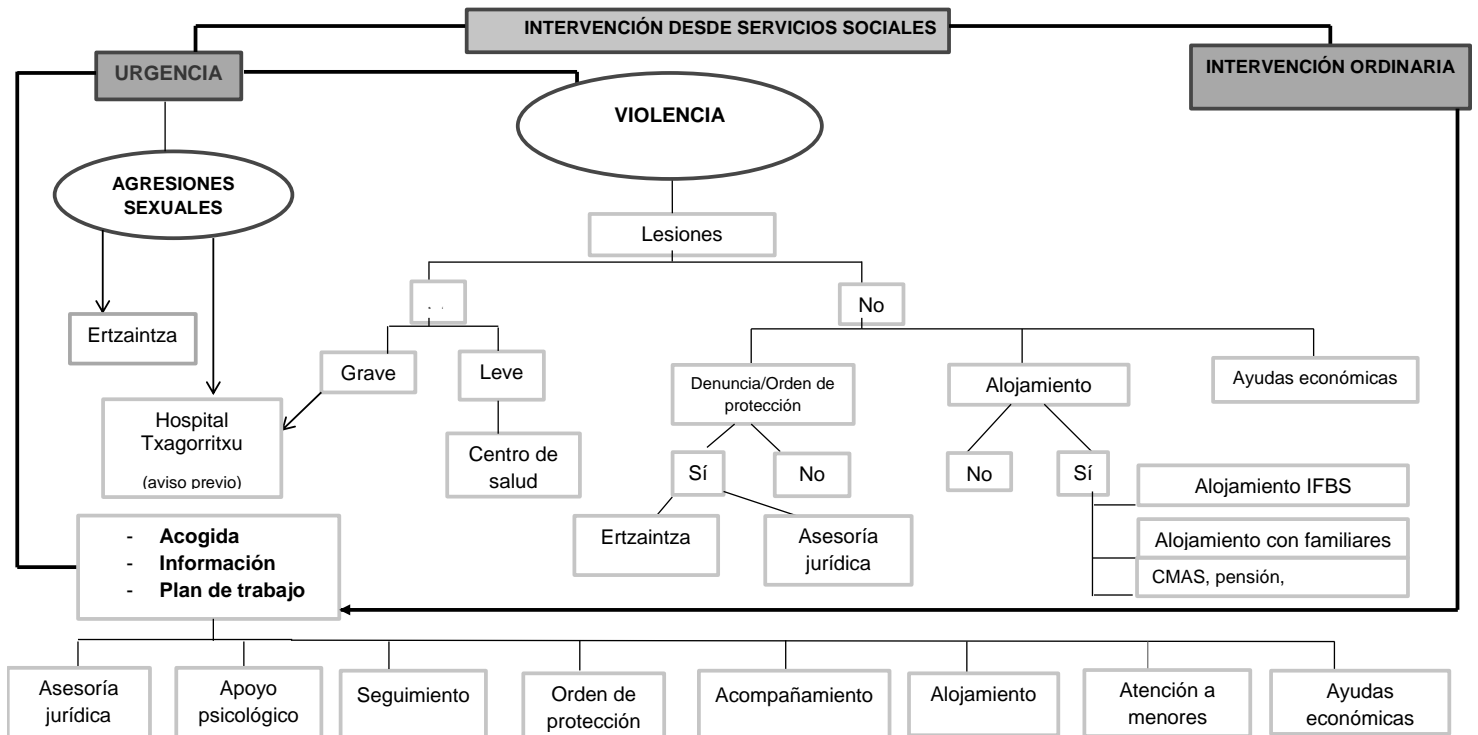 INTERVENCIÓN DESDE SERVICIOS SOCIALES
URGENCIA
INTERVENCIÓN ORDINARIA
VIOLENCIA
AGRESIONES
SEXUALES
Lesiones
No
Ertzaintza
Grave
Leve
Denuncia/Orden de
protección
Alojamiento
Ayudas económicas
Hospital
Txagorritxu
(aviso previo)
Centro de
salud
Sí
No
No
Sí
Alojamiento IFBS
Ertzaintza
Asesoría
jurídica
Alojamiento con familiares
CMAS, pensión,
- Acogida
- Información
- Plan de trabajo
Asesoría
jurídica
Apoyo
psicológico
Seguimiento
Orden de
protección
Acompañamiento
Alojamiento
Atención a
menores
Ayudas
económicas